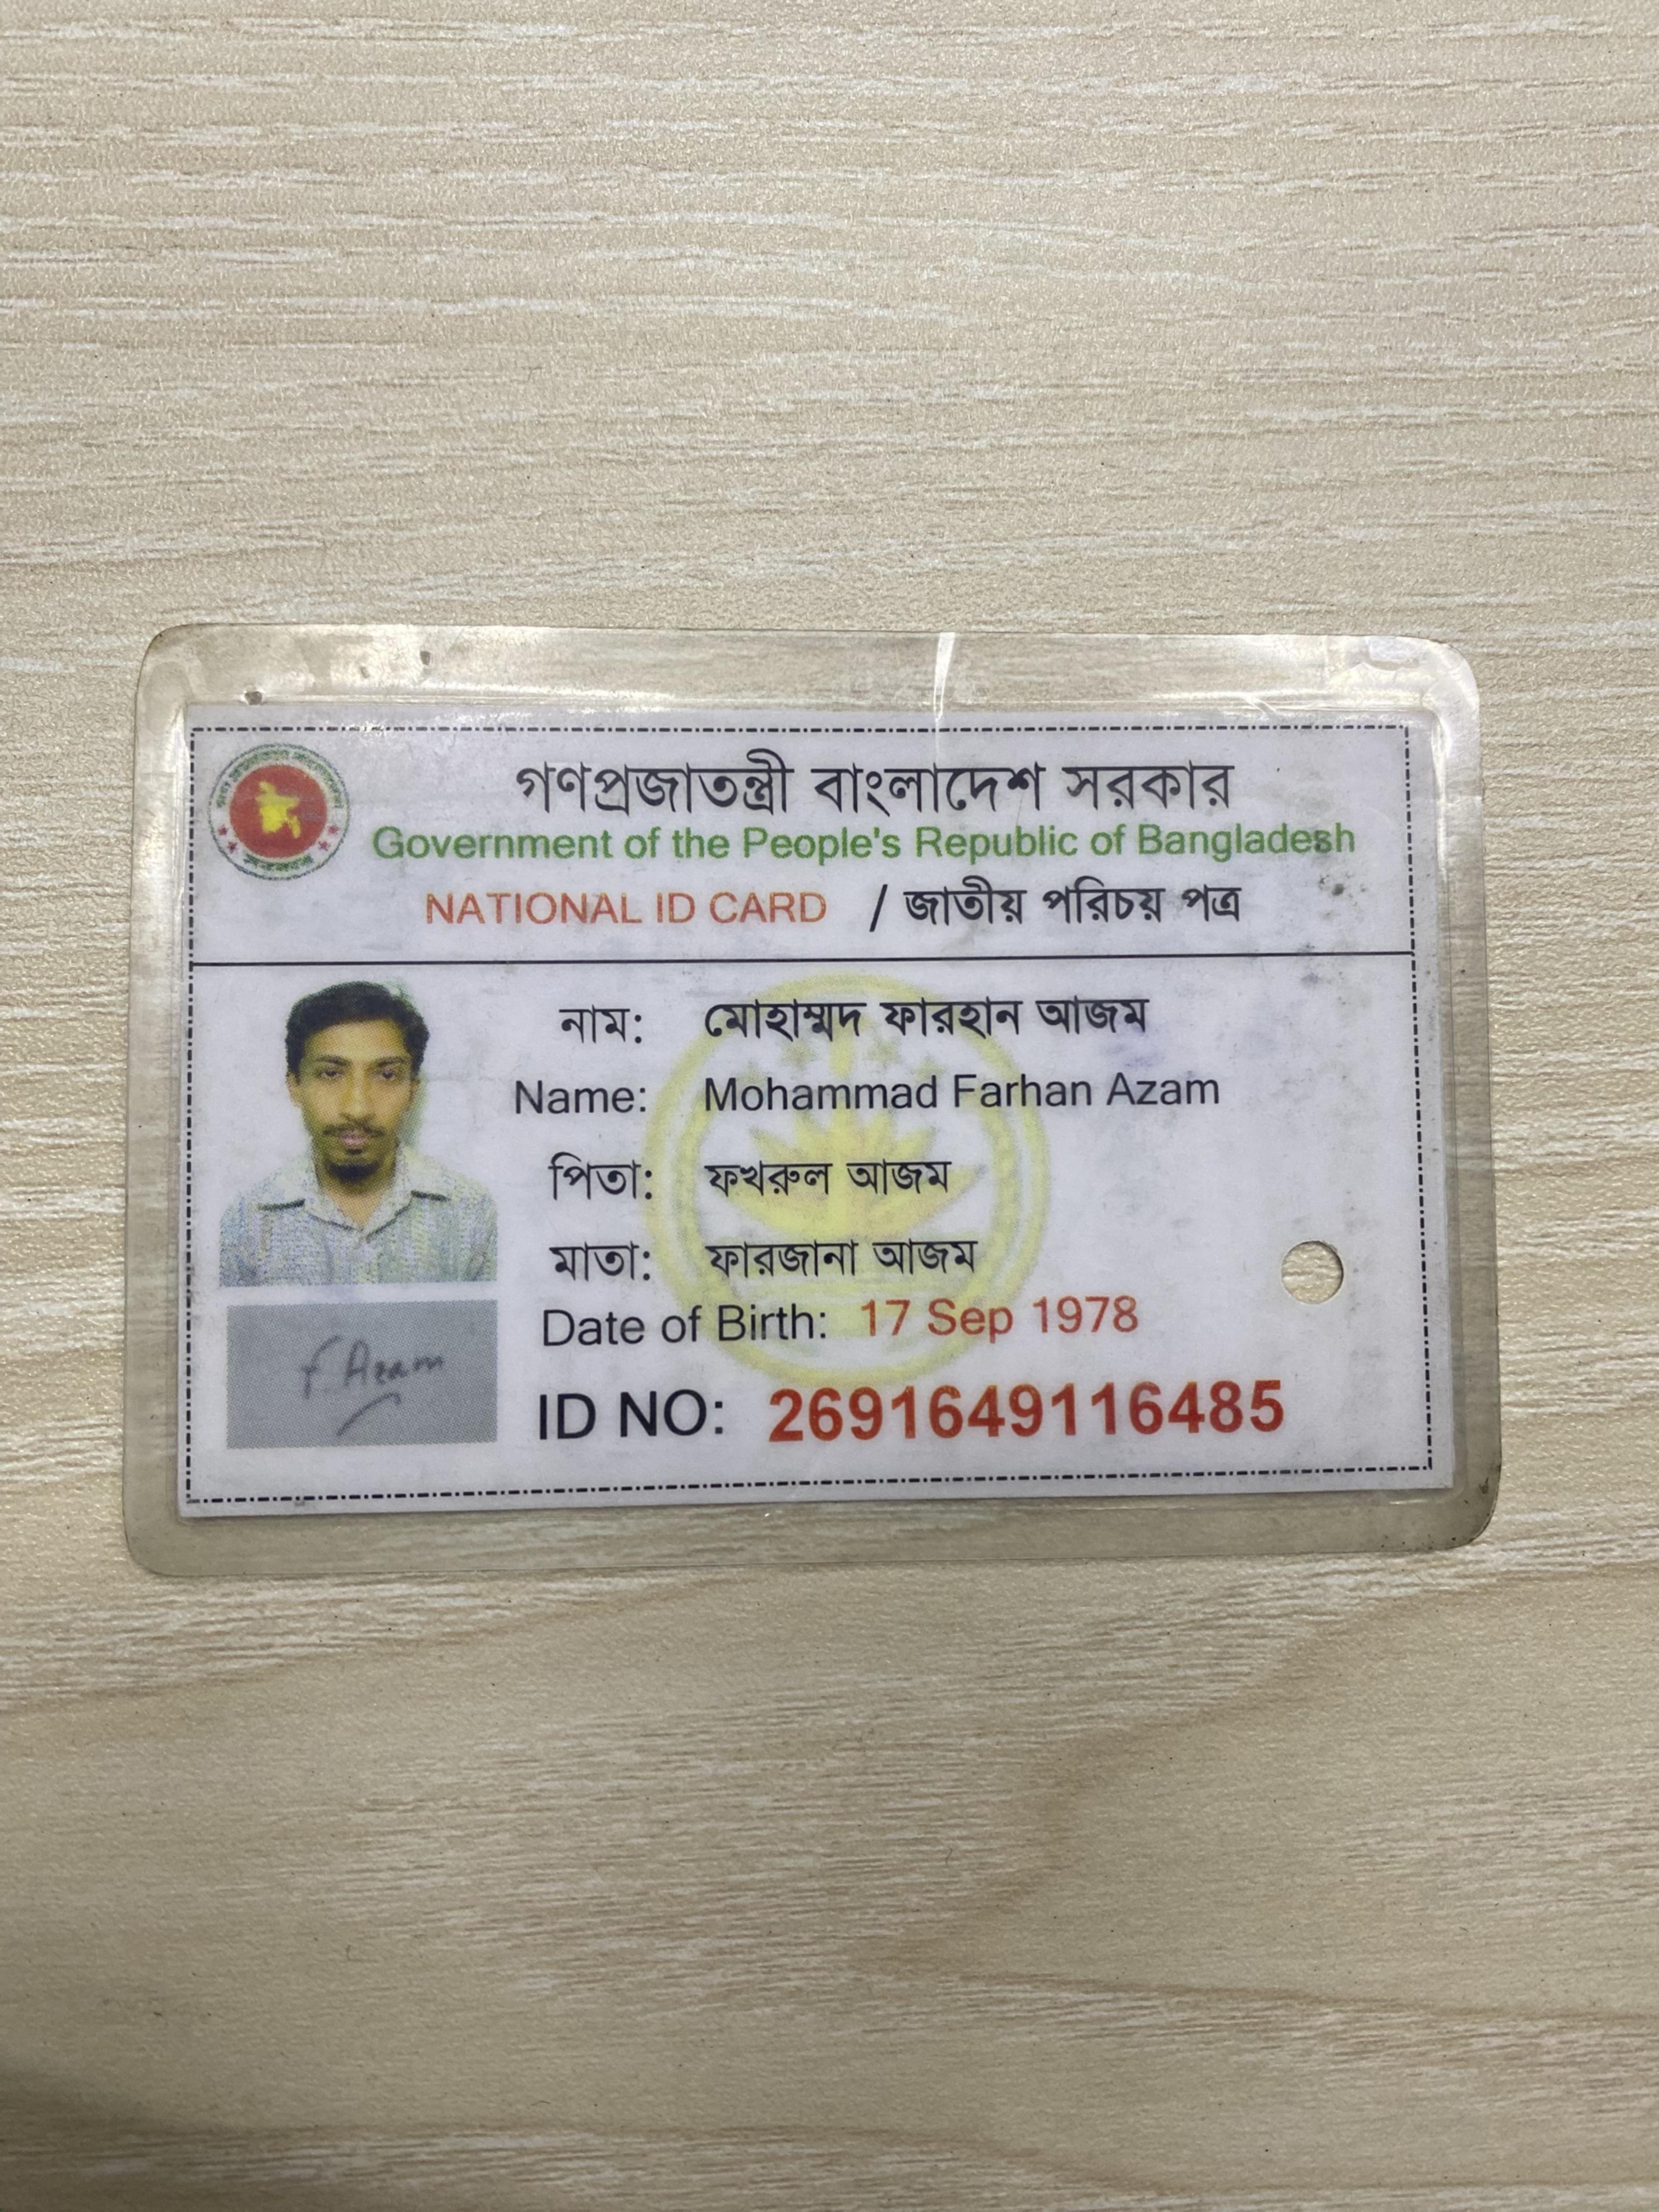 গণপ্রজাতন্ত্রী বাংলাদেশ সরকার
Government of the People's Republic of Bangladesh
NATIONAL ID CARD / জাতীয় পরিচয় পত্র
নাম: মোহাম্মদ ফারহান আজম
Name: Mohammad Farhan Azam
পিতা: ফখরুল আজম
মাতা: ফারজানা আজম
Date of Birth: 17 Sep 1978
F. Azam
ID NO: 2691649116485